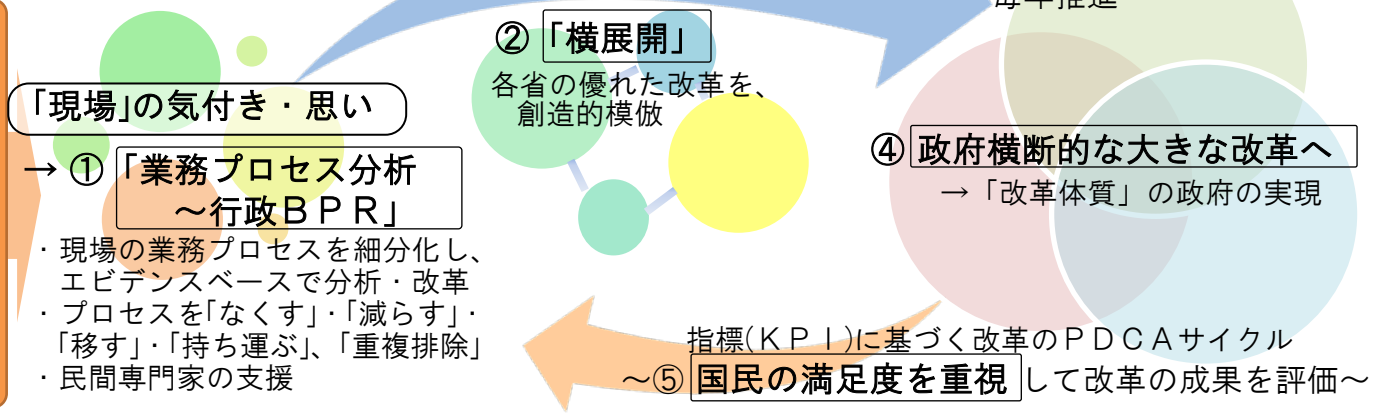 毎年推進
② 「横展開」
各省の優れた改革を、
創造的模倣
「現場」の気付き・思い
→ ① 「業務プロセス分析
～行政ＢＰＲ」
・現場の業務プロセスを細分化し、
エビデンスベースで分析・改革
・プロセスを「なくす」・「減らす」・
「移す」・「持ち運ぶ」、「重複排除」
・民間専門家の支援
④ 政府横断的な大きな改革へ
→「改革体質」の政府の実現
指標(ＫＰＩ)に基づく改革のＰＤＣＡサイクル
～⑤ 国民の満足度を重視 して改革の成果を評価～